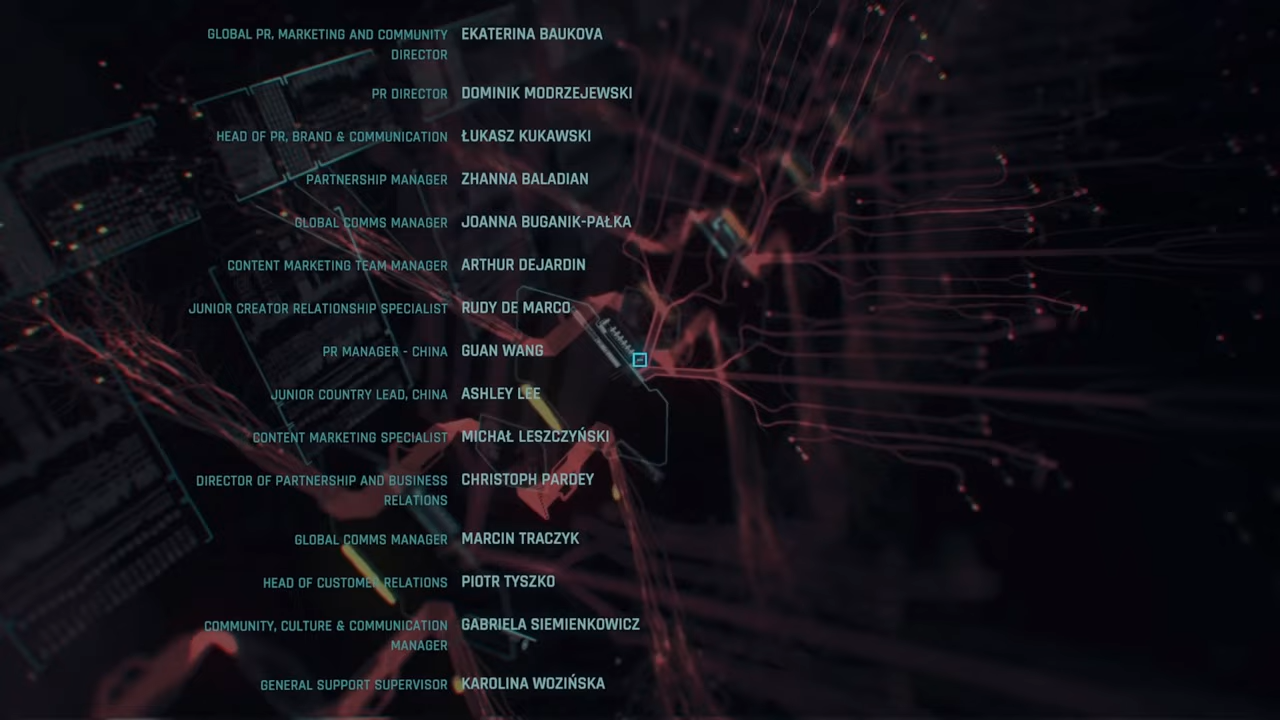 GLOBAL PR, MARKETING AND COMMUNITY EKATERINA BAUKOVA
DIRECTOR
PR DIRECTOR DOMINIK MODRZEJEWSKI
HEAD OF PR, BRAND & COMMUNICATION ŁUKASZ KUKAWSKI
PARTNERSHIP MANAGER ZHANNA BALADIAN
GLOBAL COMMS MANAGER JOANNA BUGANIK-PAŁKA
CONTENT MARKETING TEAM MANAGER ARTHUR DEJARDIN
JUNIOR CREATOR RELATIONSHIP SPECIALIST RUDY DE MARCO
PR MANAGER - CHINA GUAN WANG
JUNIOR COUNTRY LEAD, CHINA ASHLEY LEE
CONTENT MARKETING SPECIALIST MICHAŁ LESZCZYŃSKI
DIRECTOR OF PARTNERSHIP AND BUSINESS CHRISTOPH PARDEY
RELATIONS
GLOBAL COMMS MANAGER MARCIN TRACZYK
HEAD OF CUSTOMER RELATIONS PIOTR TYSZKO
COMMUNITY, CULTURE & COMMUNICATION GABRIELA SIEMIENKOWICZ
MANAGER
GENERAL SUPPORT SUPERVISOR KAROLINA WOZIŃSKA